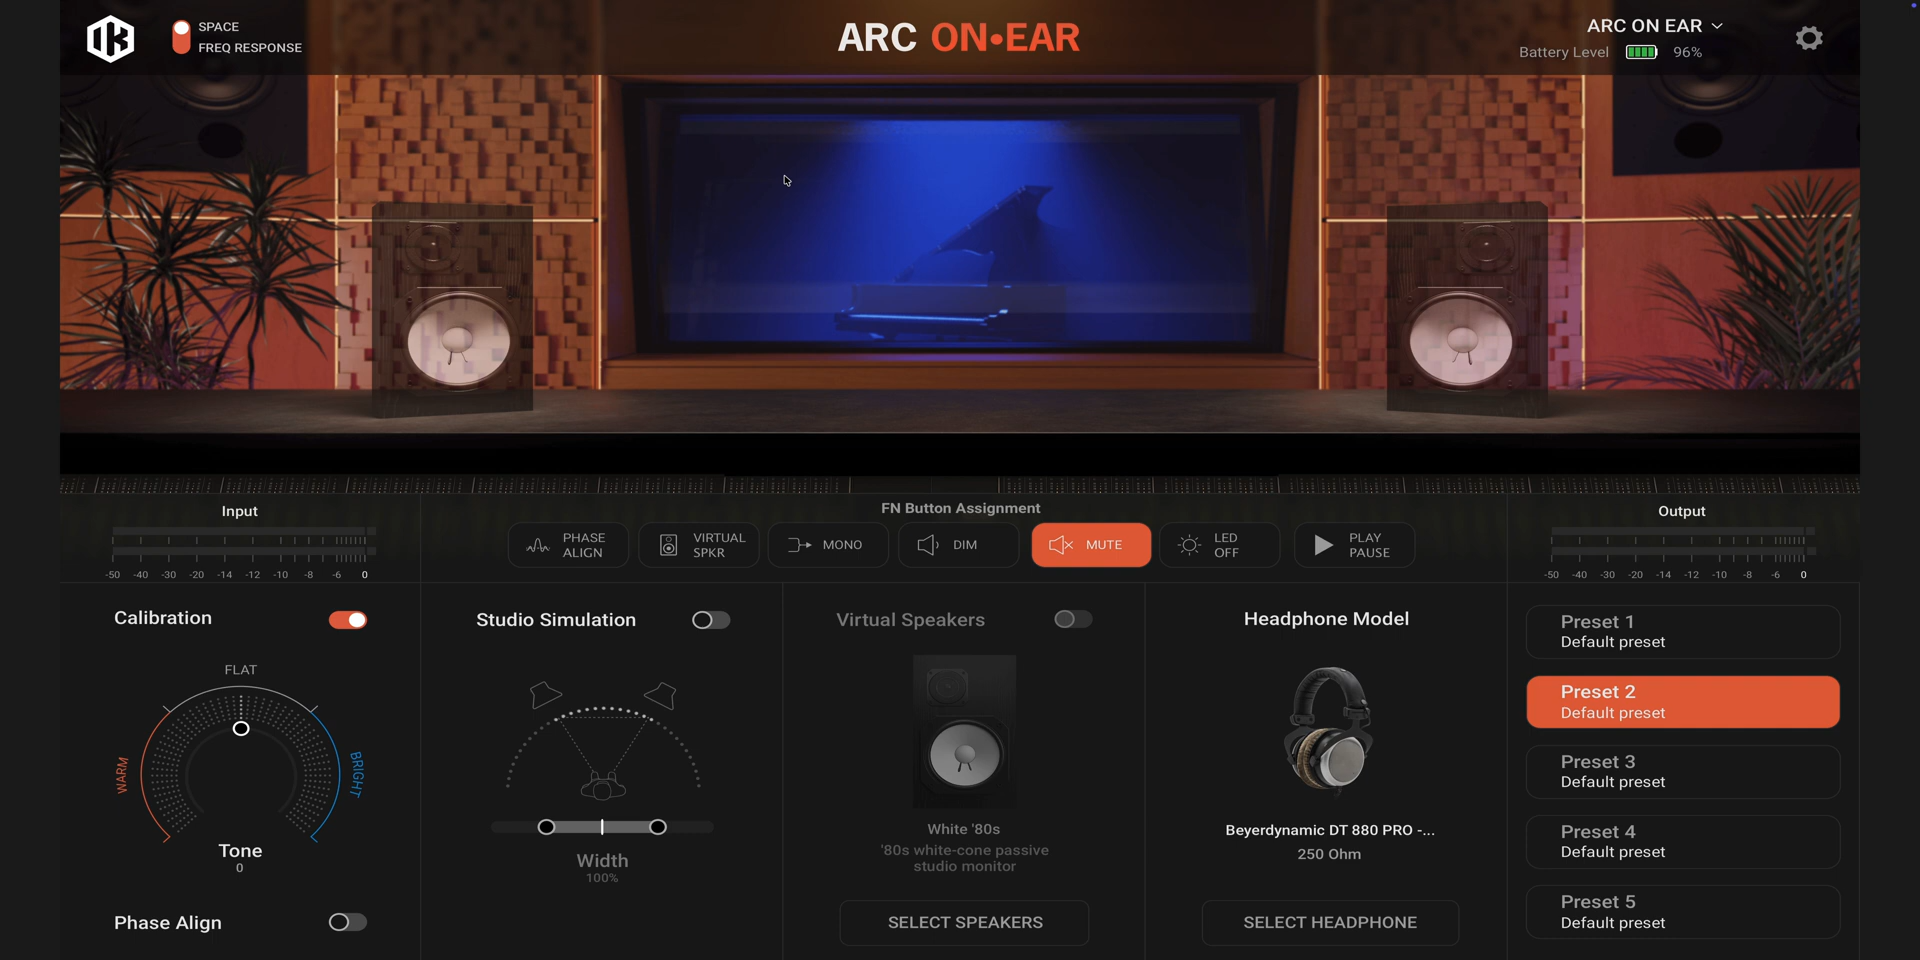 SPACE
FREQ RESPONSE
ARC ON•EAR
ARC ON EAR
Battery Level 96%
Input
-50 -40 -30 -20 -14 -12 -10 -8 -6 0
FN Button Assignment
PHASE
ALIGN
VIRTUAL
SPKR
MONO
DIM
MUTE
LED
OFF
PLAY
PAUSE
Output
-50 -40 -30 -20 -14 -12 -10 -8 -6 0
Calibration
FLAT
WARM
BRIGHT
Tone
0
Phase Align
Studio Simulation
Width
100%
Virtual Speakers
White '80s
'80s white-cone passive
studio monitor
SELECT SPEAKERS
Headphone Model
Beyerdynamic DT 880 PRO -...
250 Ohm
SELECT HEADPHONE
Preset 1
Default preset
Preset 2
Default preset
Preset 3
Default preset
Preset 4
Default preset
Preset 5
Default preset